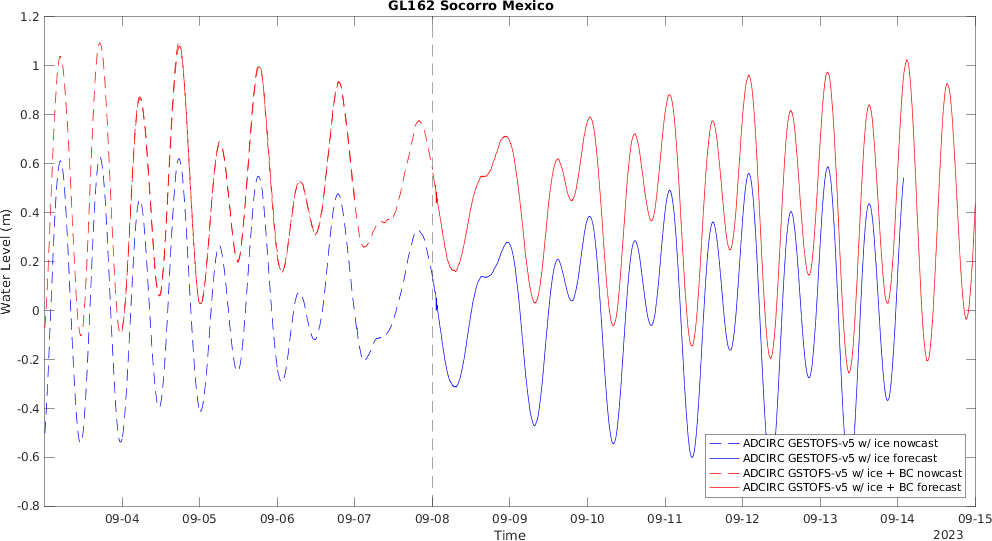 GL162 Socorro Mexico
Water Level (m)
1.2
1
0.8
0.6
0.4
0.2
0
-0.2
-0.4
-0.6
-0.8
ADCIRC GESTOFS-v5 w/ ice nowcast
ADCIRC GESTOFS-v5 w/ ice forecast
ADCIRC GSTOFS-v5 w/ ice + BC nowcast
ADCIRC GSTOFS-v5 w/ ice + BC forecast
09-04 09-05 09-06 09-07 09-08 09-09 09-10 09-11 09-12 09-13 09-14 09-15
Time
2023